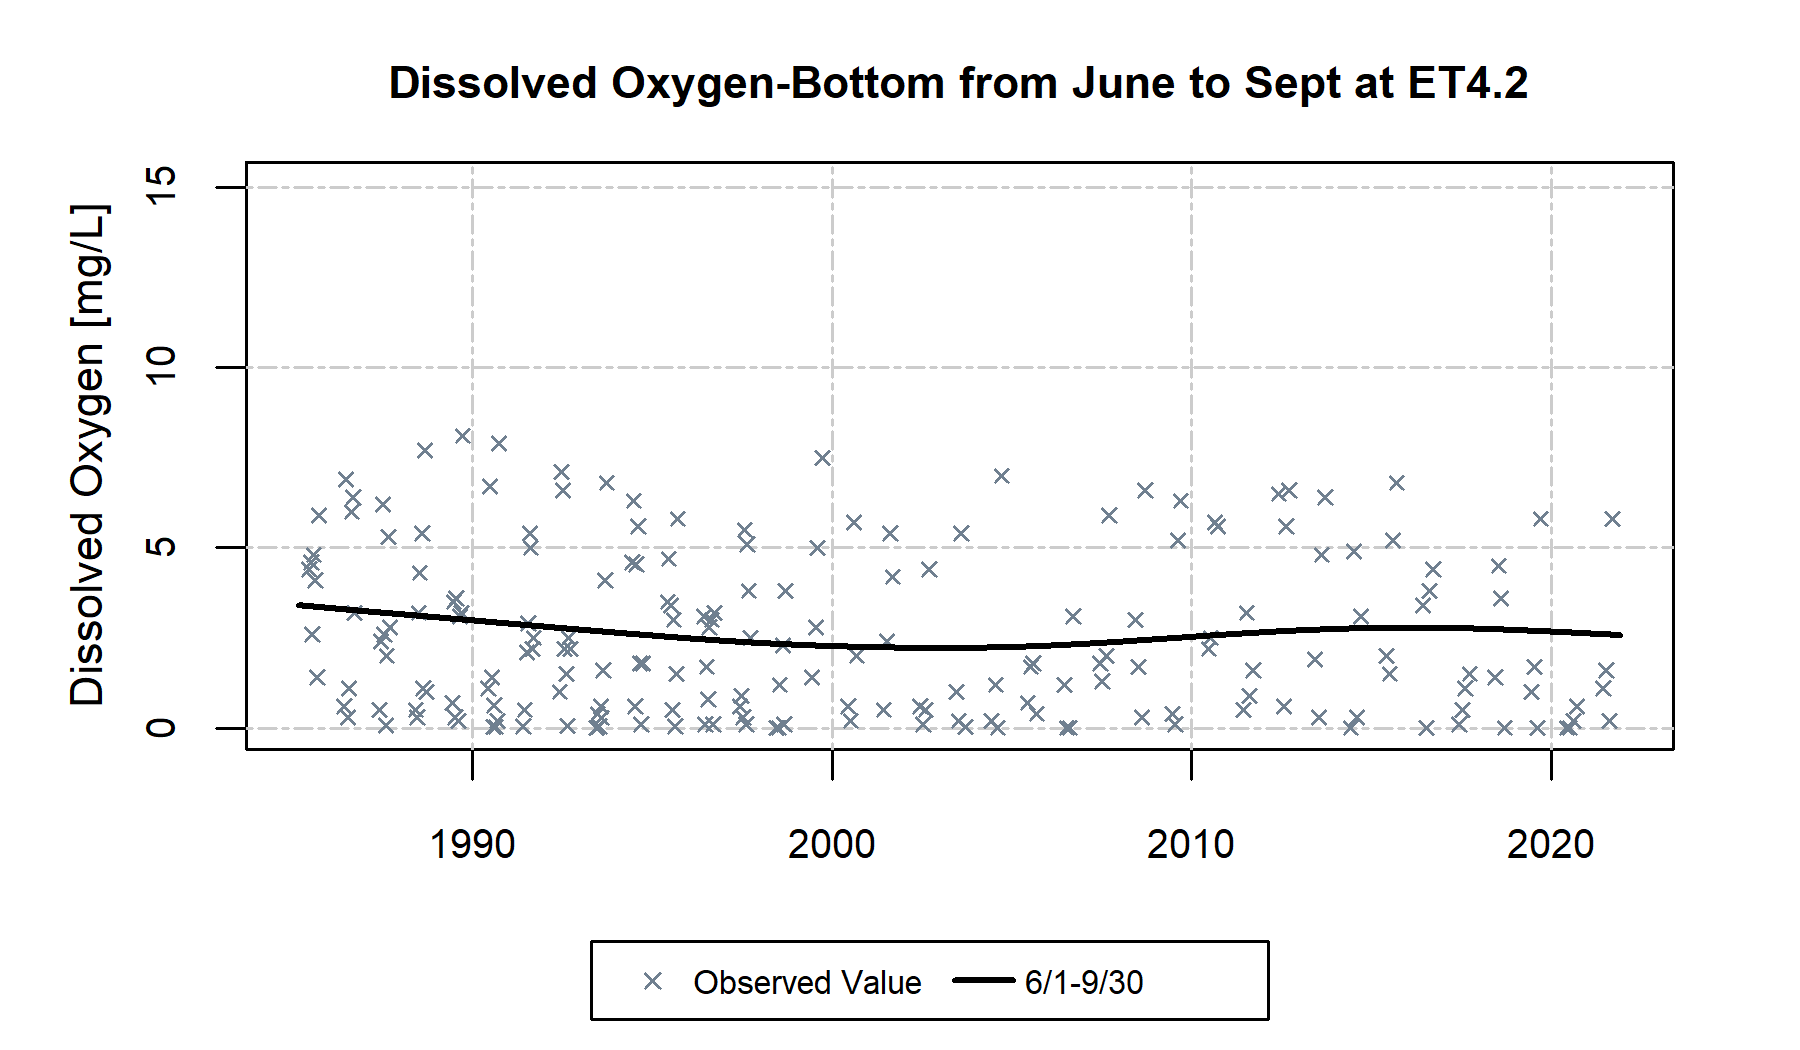 Dissolved Oxygen-Bottom from June to Sept at ET4.2
Dissolved Oxygen [mg/L]
15
10
5
0
1990 2000 2010 2020
Observed Value 6/1-9/30